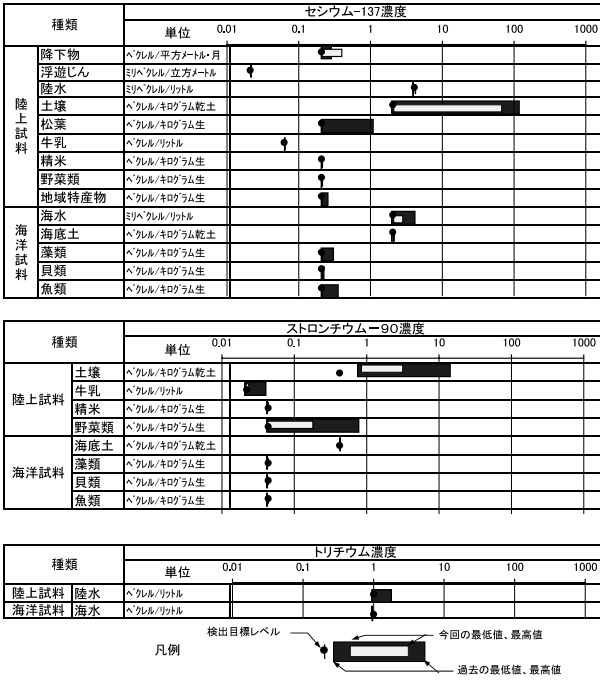 種類 セシウム-137濃度
単位 0.01 0.1 1 10 100 1000
陸上試料
降下物 ﾍﾞｸﾚﾙ/平方ﾒｰﾄﾙ・月
浮遊じん ﾐﾘﾍﾞｸﾚﾙ/立方ﾒｰﾄﾙ
陸水 ﾐﾘﾍﾞｸﾚﾙ/ﾘｯﾄﾙ
土壌 ﾍﾞｸﾚﾙ/ｷﾛｸﾞﾗﾑ乾土
松葉 ﾍﾞｸﾚﾙ/ｷﾛｸﾞﾗﾑ生
牛乳 ﾍﾞｸﾚﾙ/ﾘｯﾄﾙ
精米 ﾍﾞｸﾚﾙ/ｷﾛｸﾞﾗﾑ生
野菜類 ﾍﾞｸﾚﾙ/ｷﾛｸﾞﾗﾑ生
地域特産物 ﾍﾞｸﾚﾙ/ｷﾛｸﾞﾗﾑ生
海洋試料
海水 ﾐﾘﾍﾞｸﾚﾙ/ﾘｯﾄﾙ
海底土 ﾍﾞｸﾚﾙ/ｷﾛｸﾞﾗﾑ乾土
藻類 ﾍﾞｸﾚﾙ/ｷﾛｸﾞﾗﾑ生
貝類 ﾍﾞｸﾚﾙ/ｷﾛｸﾞﾗﾑ生
魚類 ﾍﾞｸﾚﾙ/ｷﾛｸﾞﾗﾑ生
種類 ストロンチウムー90濃度
単位 0.01 0.1 1 10 100 1000
陸上試料
土壌 ﾍﾞｸﾚﾙ/ｷﾛｸﾞﾗﾑ乾土
牛乳 ﾍﾞｸﾚﾙ/ﾘｯﾄﾙ
精米 ﾍﾞｸﾚﾙ/ｷﾛｸﾞﾗﾑ生
野菜類 ﾍﾞｸﾚﾙ/ｷﾛｸﾞﾗﾑ生
海洋試料
海底土 ﾍﾞｸﾚﾙ/ｷﾛｸﾞﾗﾑ乾土
藻類 ﾍﾞｸﾚﾙ/ｷﾛｸﾞﾗﾑ生
貝類 ﾍﾞｸﾚﾙ/ｷﾛｸﾞﾗﾑ生
魚類 ﾍﾞｸﾚﾙ/ｷﾛｸﾞﾗﾑ生
種類 トリチウム濃度
単位 0.01 0.1 1 10 100 1000
陸上試料 陸水 ﾍﾞｸﾚﾙ/ﾘｯﾄﾙ
海洋試料 海水 ﾍﾞｸﾚﾙ/ﾘｯﾄﾙ
凡例
検出目標レベル
今回の最低値、最高値
過去の最低値、最高値